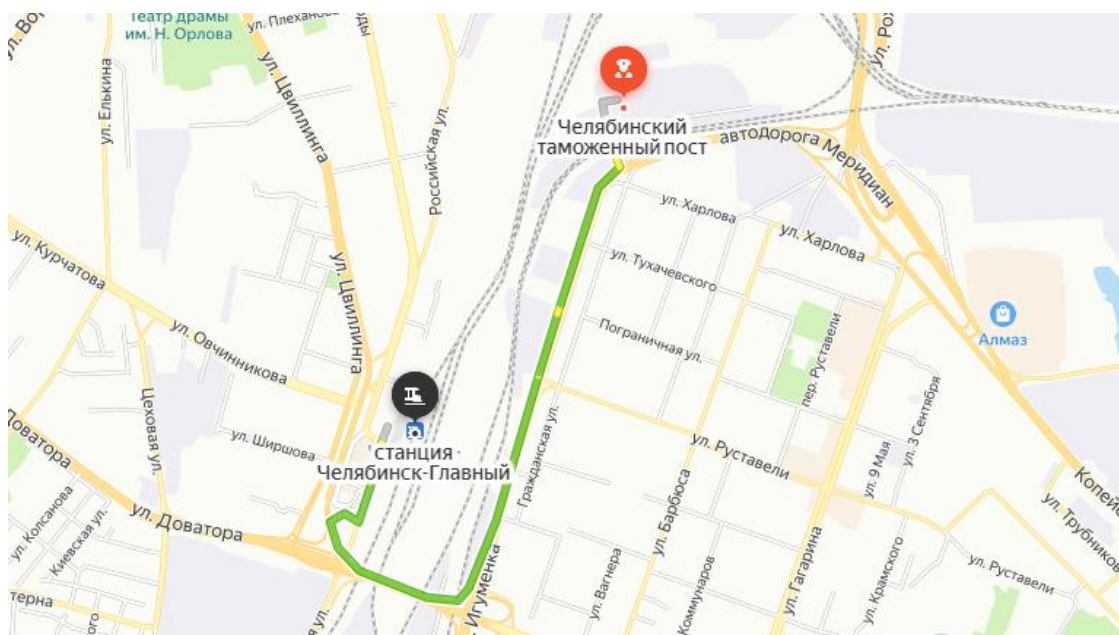 Театр драмы
им. Н. Орлова
ул. Плеханова
ул. Елькина
ул. Цвиллинга
Российская ул.
Челябинский
таможенный пост
автодорога Меридиан
ул. Харлова
ул. Харлова
ул. Курчатова
ул. Цвиллинга
ул. Тухачевского
Алмаз
ул. Овчинникова
Пограничная ул.
пер. Руставели
ул. 3 Сентября
Цеховая ул.
ул. Ширшова
станция
Челябинск-Главный
Гражданская ул.
ул. Руставели
ул. 9 Мая
Доватора
ул. Доватора
ул. Колсанова
Киевская ул.
ул. Барбюса
ул. Гагарина
Копей
ул. Трубников
Игуменка
ул. Вагнера
Коммунаров
ул. Крамского
ул. Руставели
терна